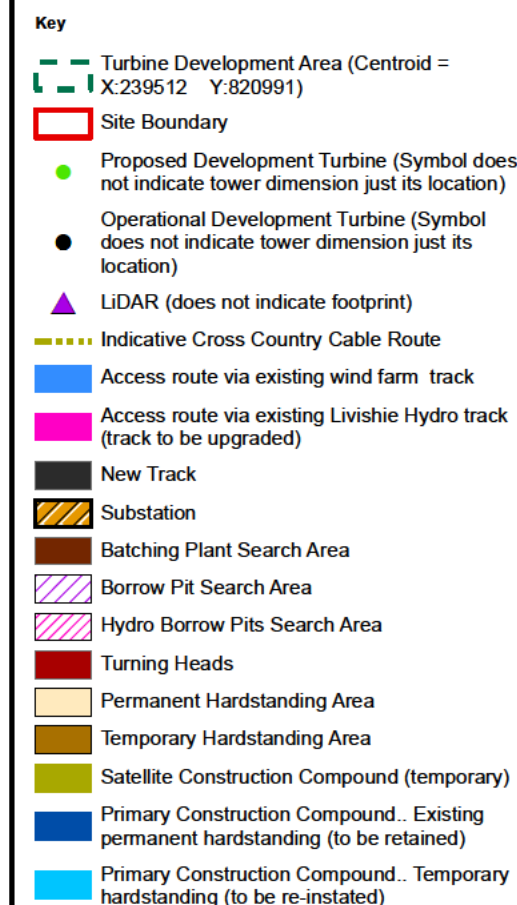 Key
Turbine Development Area (Centroid =
X:239512 Y:820991)
Site Boundary
Proposed Development Turbine (Symbol does
not indicate tower dimension just its location)
Operational Development Turbine (Symbol
does not indicate tower dimension just its
location)
LiDAR (does not indicate footprint)
Indicative Cross Country Cable Route
Access route via existing wind farm track
Access route via existing Livishie Hydro track
(track to be upgraded)
New Track
Substation
Batching Plant Search Area
Borrow Pit Search Area
Hydro Borrow Pits Search Area
Turning Heads
Permanent Hardstanding Area
Temporary Hardstanding Area
Satellite Construction Compound (temporary)
Primary Construction Compound.. Existing
permanent hardstanding (to be retained)
Primary Construction Compound.. Temporary
hardstanding (to be re-instated)